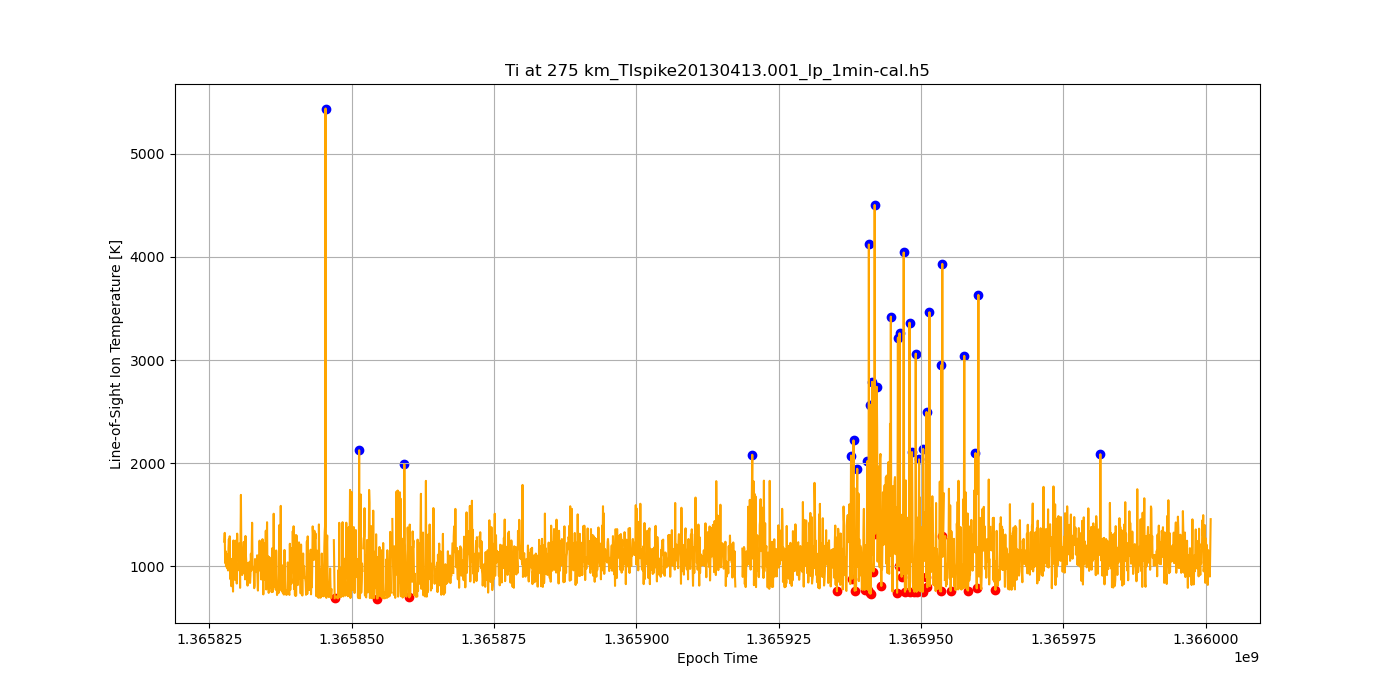 Ti at 275 km_TIspike20130413.001_lp_1min-cal.h5
Line-of-Sight Ion Temperature [K]
5000
4000
3000
2000
1000
1.365825 1.365850 1.365875 1.365900 1.365925 1.365950 1.365975 1.366000
1e9
Epoch Time